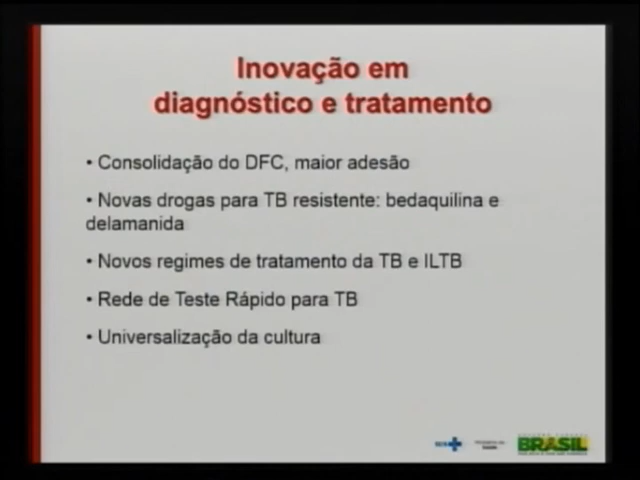 Inovação em
diagnóstico e tratamento
• Consolidação do DFC, maior adesão
• Novas drogas para TB resistente: bedaquilina e
delamanida
• Novos regimes de tratamento da TB e ILTB
• Rede de Teste Rápido para TB
• Universalização da cultura
SUS
BRASIL